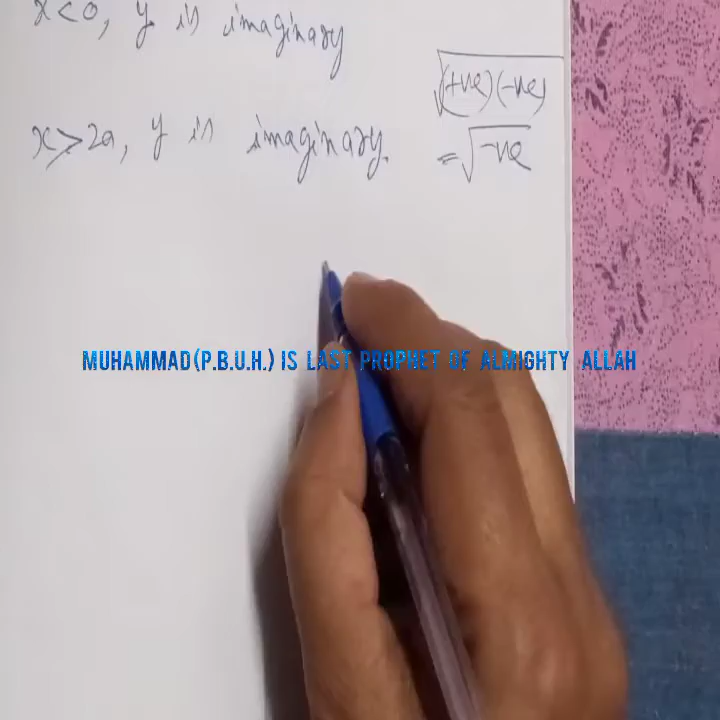 x<0, y is imaginary
√(+ve)(-ve)
x>2a, y is imaginary.
=√-ve
MUHAMMAD(P.B.U.H.) IS LAST PROPHET OF ALMIGHTY ALLAH